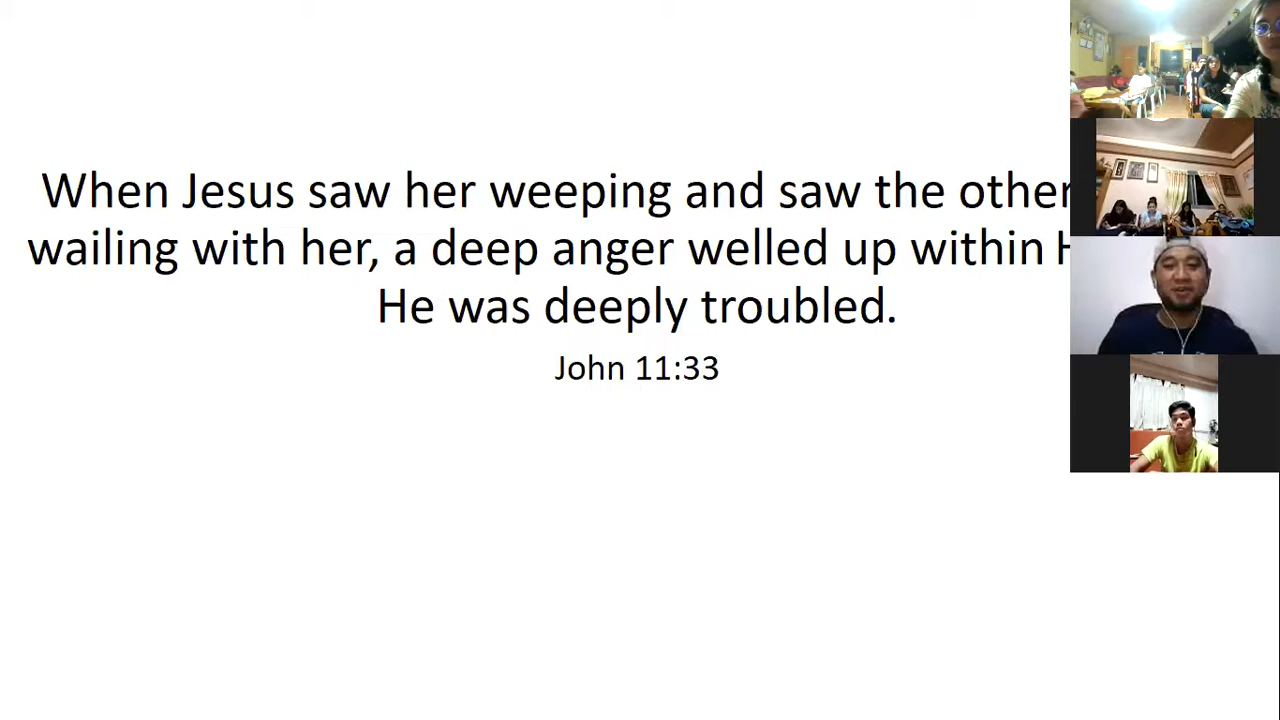 When Jesus saw her weeping and saw the other
wailing with her, a deep anger welled up within
He was deeply troubled.
John 11:33